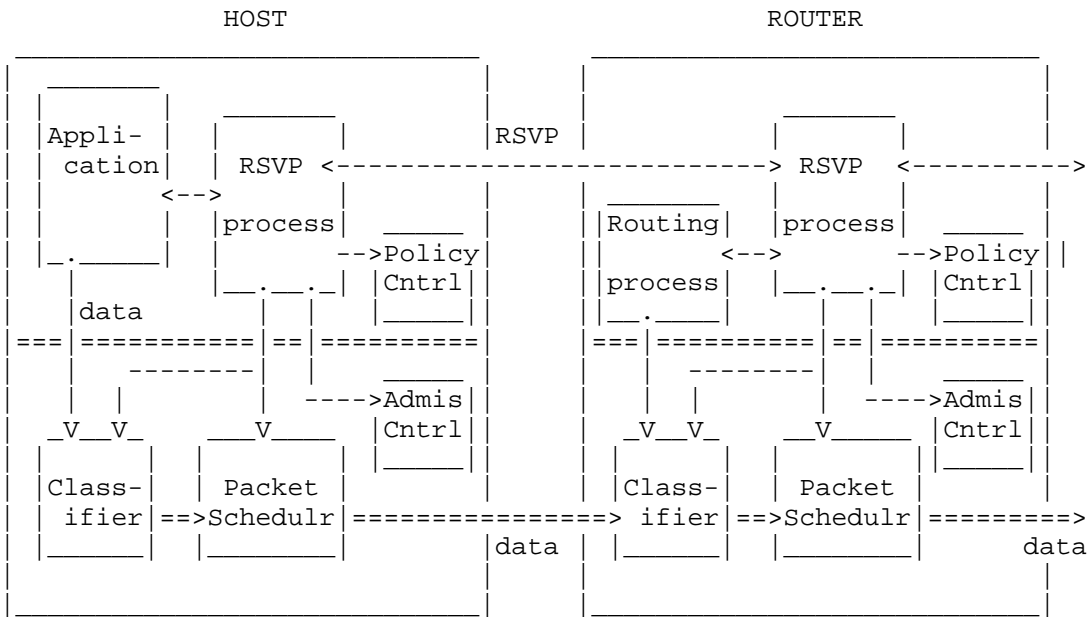 HOST ROUTER
Appli- RSVP
cation RSVP RSVP
process Routing process
Policy Policy
Cntrl process Cntrl
data
Admis Admis
Cntrl Cntrl
Class- Packet Class- Packet
ifier Schedulr ifier Schedulr
data data